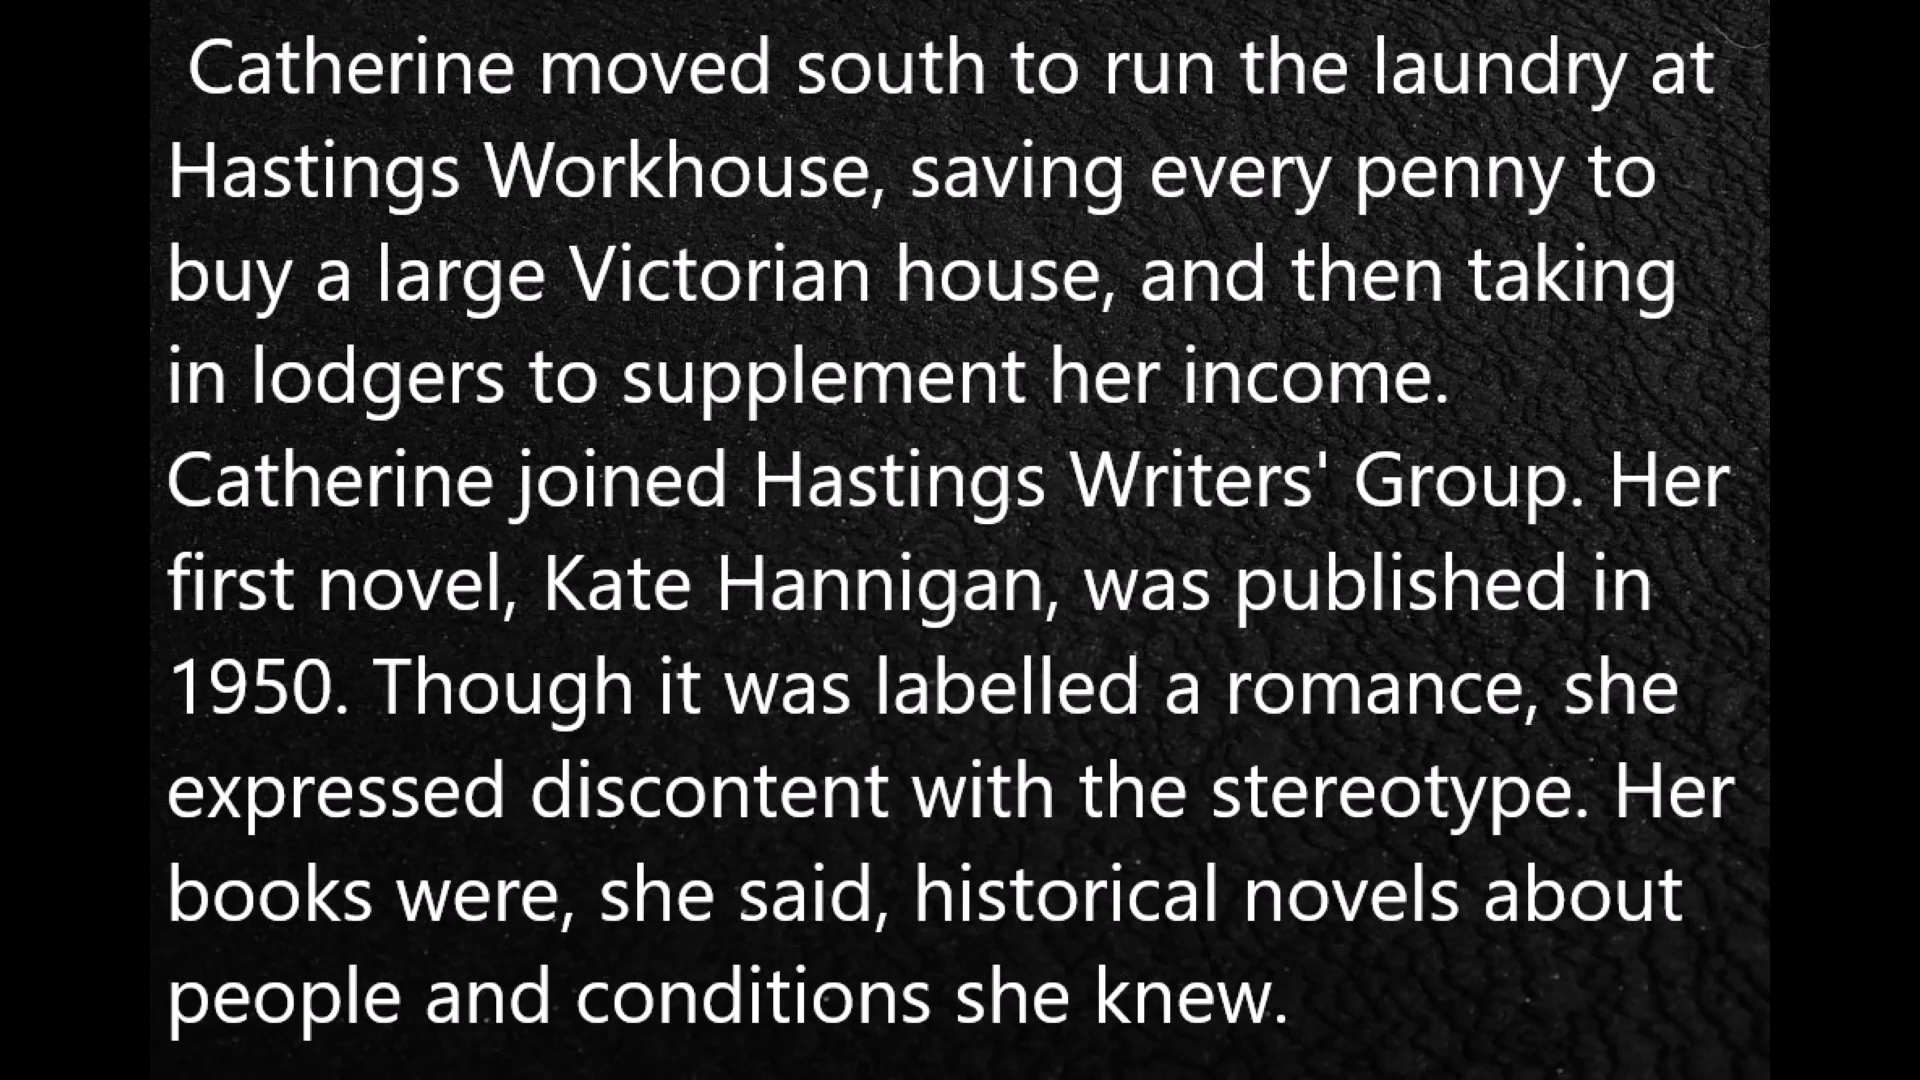 Catherine moved south to run the laundry at
Hastings Workhouse, saving every penny to
buy a large Victorian house, and then taking
in lodgers to supplement her income.
Catherine joined Hastings Writers' Group. Her
first novel, Kate Hannigan, was published in
1950. Though it was labelled a romance, she
expressed discontent with the stereotype. Her
books were, she said, historical novels about
people and conditions she knew.